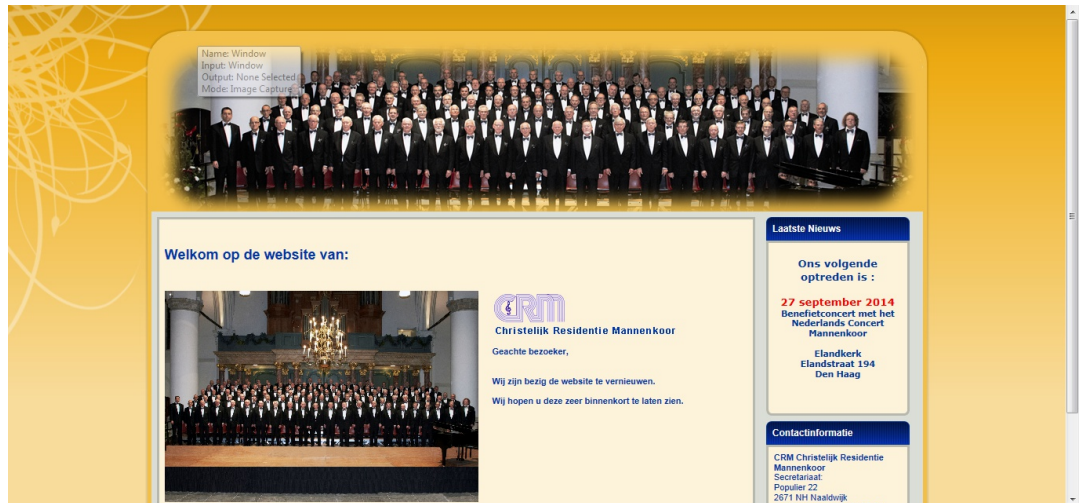 Name: Window
Input: Window
Output: None Selected
Mode: Image Capture
Welkom op de website van:
CRM
Christelijk Residentie Mannenkoor
Geachte bezoeker,
Wij zijn bezig de website te vernieuwen.
Wij hopen u deze zeer binnenkort te laten zien.
Laatste Nieuws
Ons volgende
optreden is :
27 september 2014
Benefietconcert met het
Nederlands Concert
Mannenkoor
Elandkerk
Elandstraat 194
Den Haag
Contactinformatie
CRM Christelijk Residentie
Mannenkoor
Secretariaat:
Populier 22
2671 NH Naaldwijk